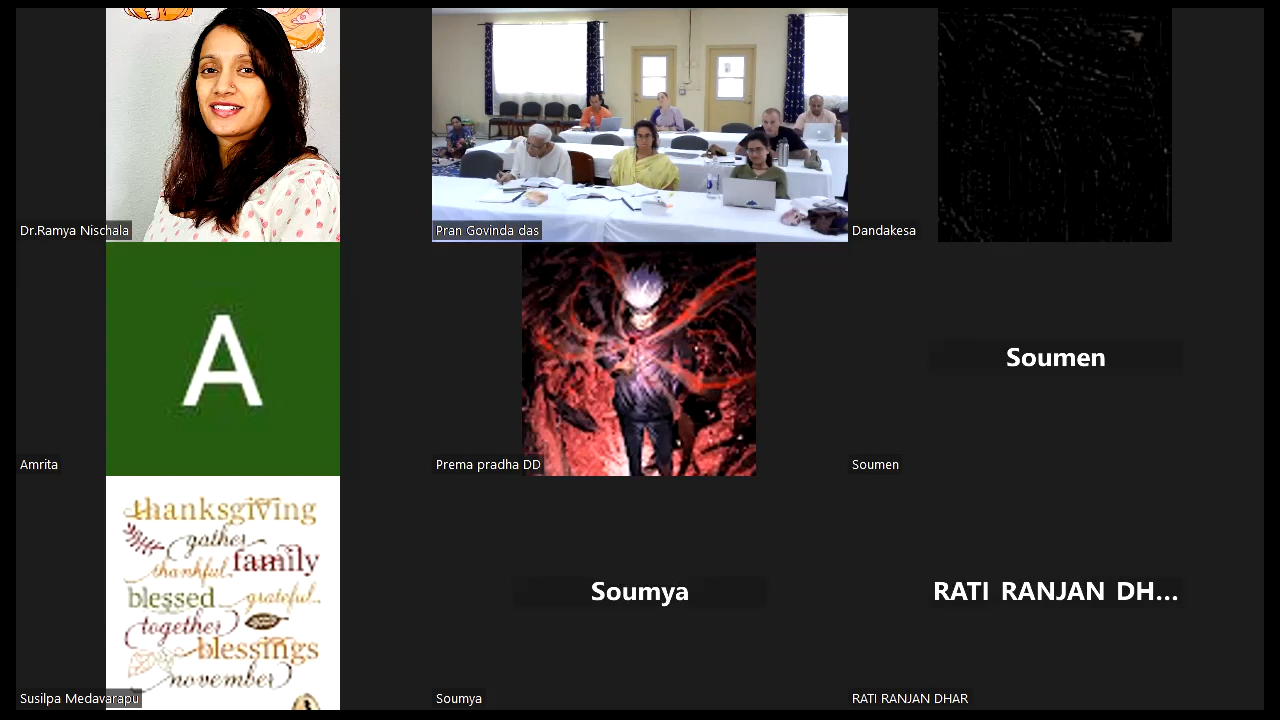 Dr.Ramya Nischala
Pran Govinda das
Dandakesa
A
Amrita
Prema pradha DD
Soumen
Soumen
thanksgiving
gather
family
thankful
blessed
grateful..
together
blessings
november
Susilpa Medavarapu
Soumya
Soumya
RATI RANJAN DH...
RATI RANJAN DHAR